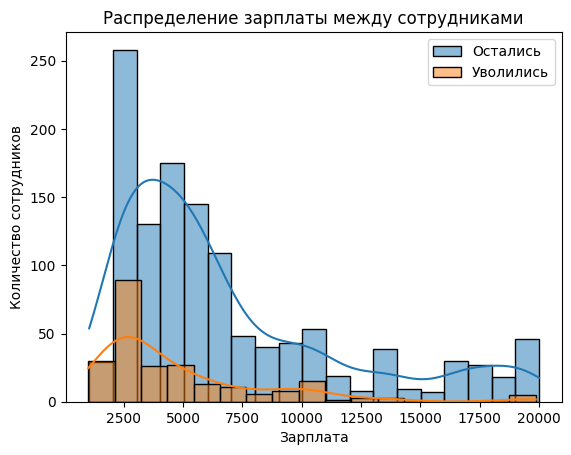 Распределение зарплаты между сотрудниками
Остались
Уволились
Количество сотрудников
250
200
150
100
50
0
2500 5000 7500 10000 12500 15000 17500 20000
Зарплата